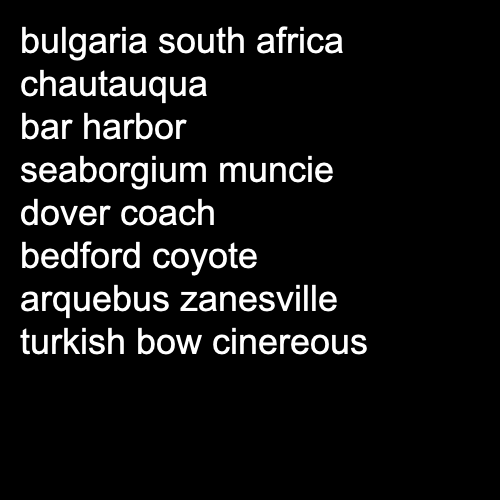 bulgaria south africa
chautauqua
bar harbor
seaborgium muncie
dover coach
bedford coyote
arquebus zanesville
turkish bow cinereous